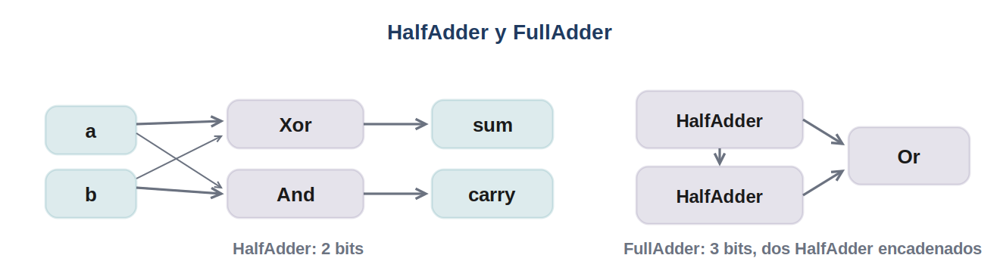 HalfAdder y FullAdder
a
b
Xor
And
sum
carry
HalfAdder: 2 bits
HalfAdder
HalfAdder
Or
FullAdder: 3 bits, dos HalfAdder encadenados